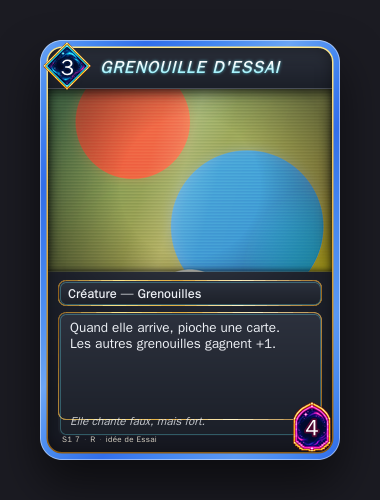 3
GRENOUILLE D'ESSAI
Créature — Grenouilles
Quand elle arrive, pioche une carte.
Les autres grenouilles gagnent +1.
Elle chante faux, mais fort.
4
S1 7 · R · idée de Essai